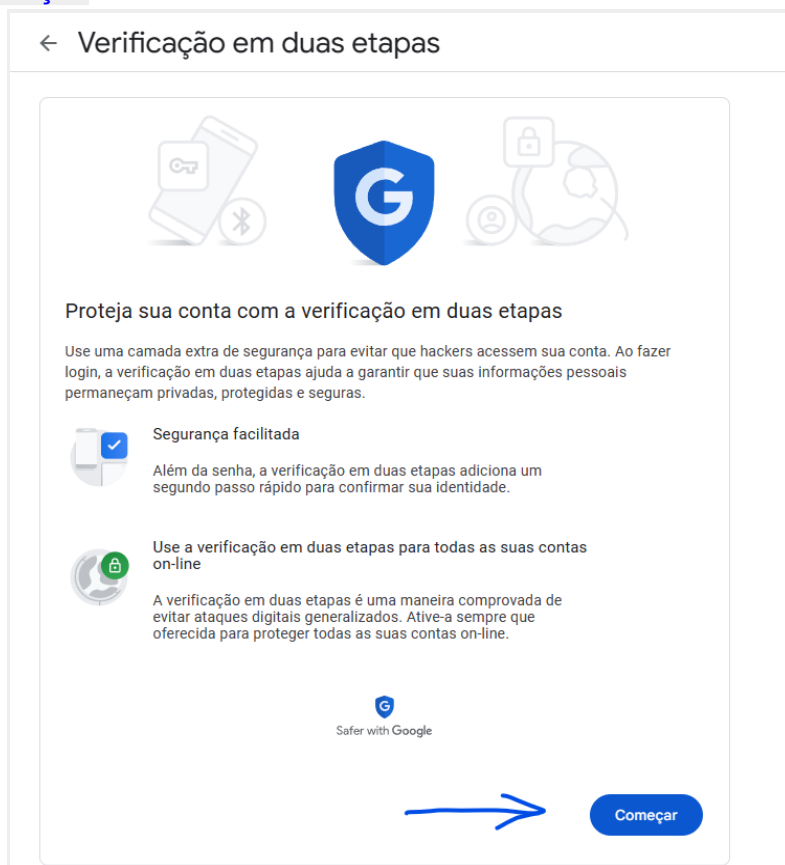 Verificação em duas etapas
G
Proteja sua conta com a verificação em duas etapas
Use uma camada extra de segurança para evitar que hackers acessem sua conta. Ao fazer
login, a verificação em duas etapas ajuda a garantir que suas informações pessoais
permaneçam privadas, protegidas e seguras.
Segurança facilitada
Além da senha, a verificação em duas etapas adiciona um
segundo passo rápido para confirmar sua identidade.
Use a verificação em duas etapas para todas as suas contas
on-line
A verificação em duas etapas é uma maneira comprovada de
evitar ataques digitais generalizados. Ative-a sempre que
oferecida para proteger todas as suas contas on-line.
G
Safer with Google
Começar